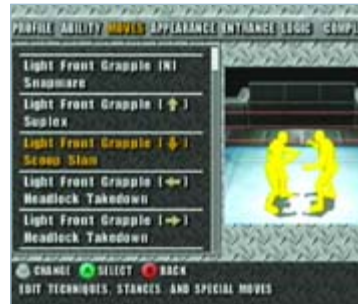 PROFILE ABILITY MOVES APPEARANCE ENTRANCE LOGIC COMPL
Light Front Grapple [N]
Snapmare
Light Front Grapple [↑]
Suplex
Light Front Grapple [↓]
Scoop Slam
Light Front Grapple [←]
Headlock Takedown
Light Front Grapple [→]
Headlock Takedown
CHANGE A SELECT B BACK
EDIT TECHNIQUES, STANCES, AND SPECIAL MOVES